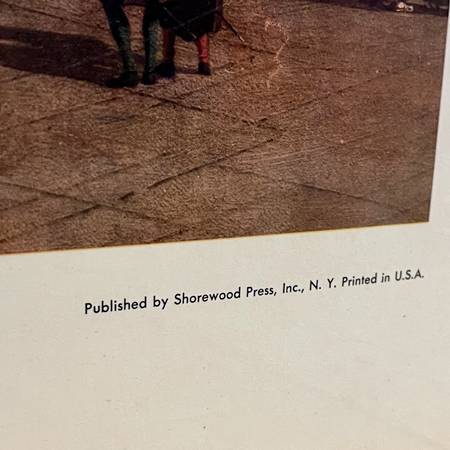 Published by Shorewood Press, Inc., N. Y. Printed in U.S.A.